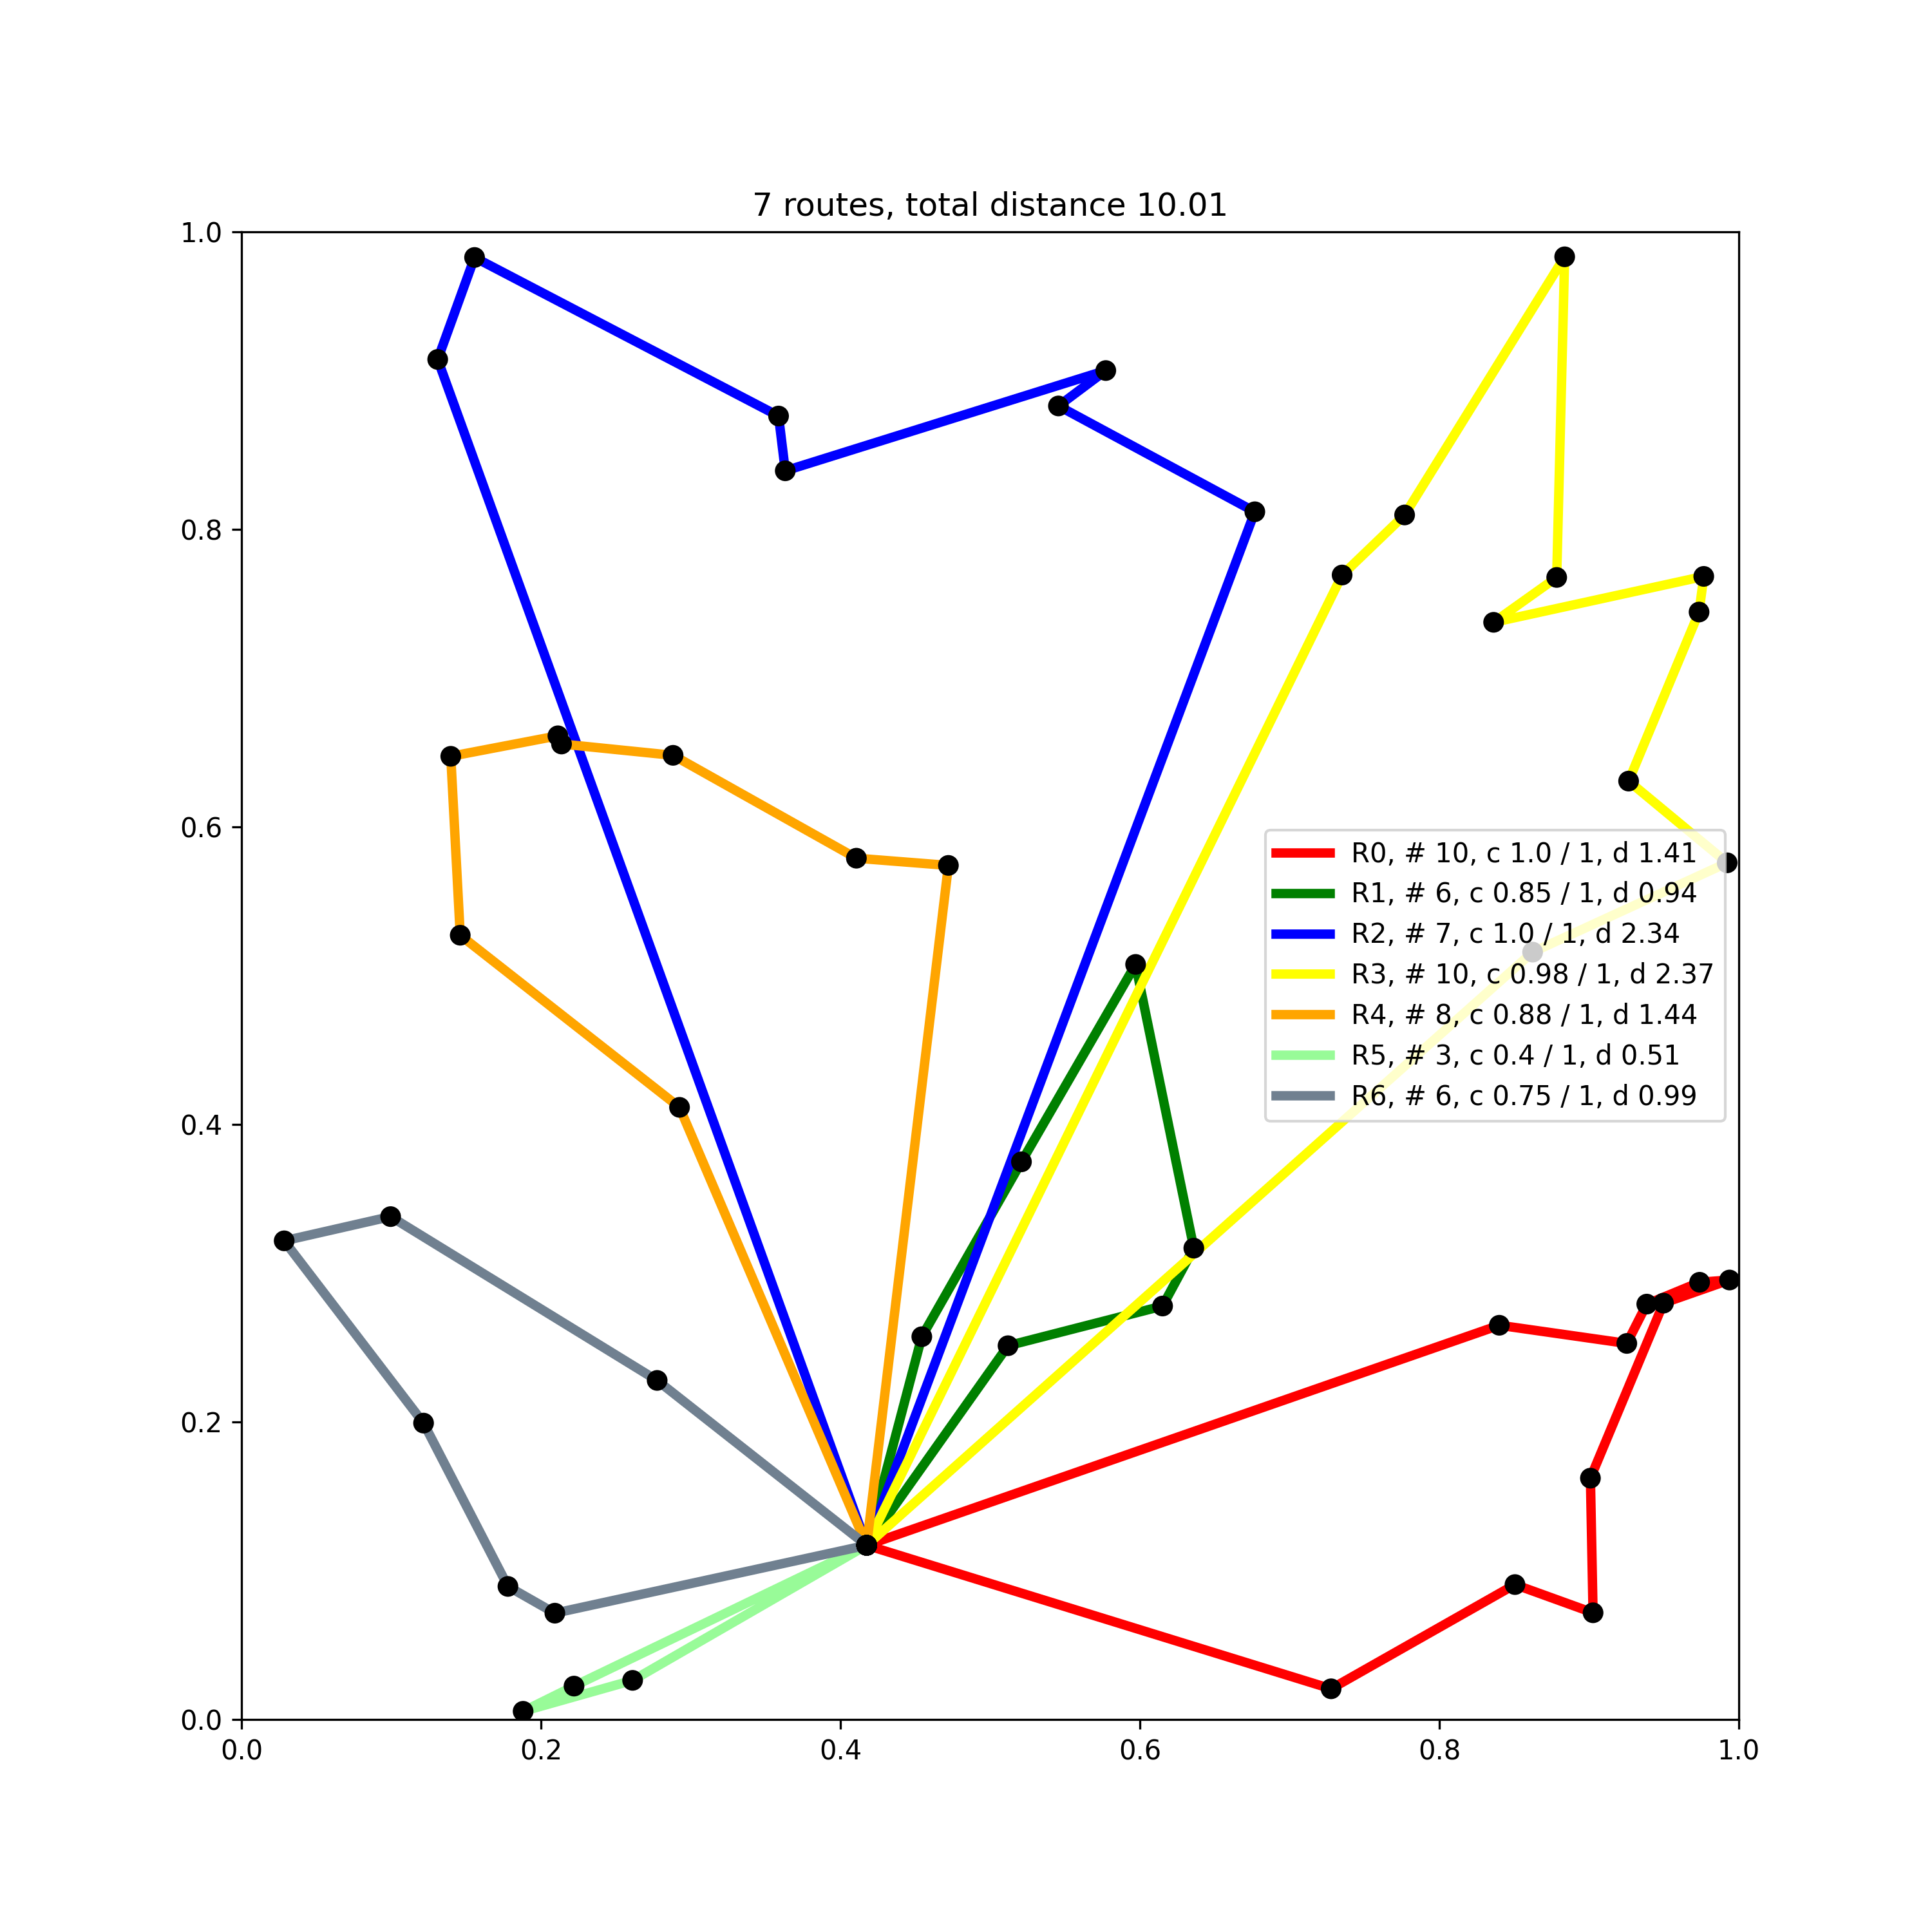 7 routes, total distance 10.01
1.0
0.8
0.6
0.4
0.2
0.0
R0, # 10, c 1.0 / 1, d 1.41
R1, # 6, c 0.85 / 1, d 0.94
R2, # 7, c 1.0 / 1, d 2.34
R3, # 10, c 0.98 / 1, d 2.37
R4, # 8, c 0.88 / 1, d 1.44
R5, # 3, c 0.4 / 1, d 0.51
R6, # 6, c 0.75 / 1, d 0.99
0.0 0.2 0.4 0.6 0.8 1.0